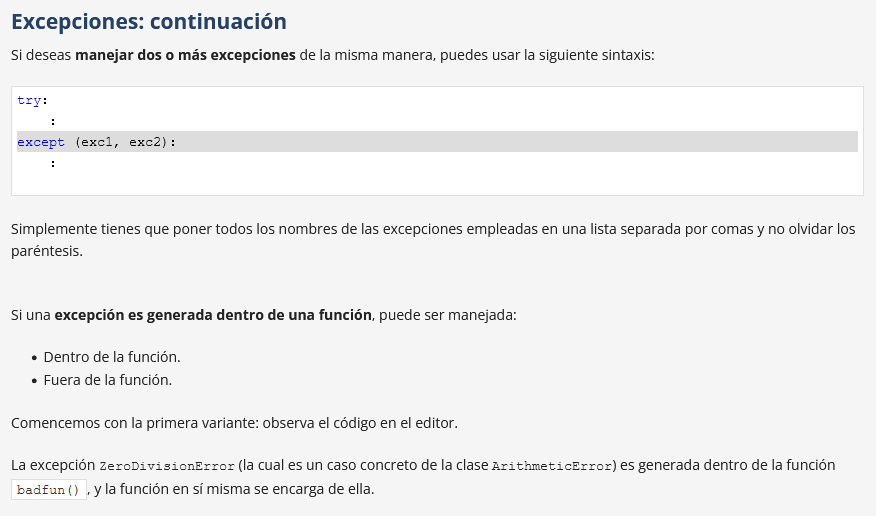 Excepciones: continuación
Si deseas manejar dos o más excepciones de la misma manera, puedes usar la siguiente sintaxis:
try:
    :
except (exc1, exc2):
    :
Simplemente tienes que poner todos los nombres de las excepciones empleadas en una lista separada por comas y no olvidar los
paréntesis.
Si una excepción es generada dentro de una función, puede ser manejada:
• Dentro de la función.
• Fuera de la función.
Comencemos con la primera variante: observa el código en el editor.
La excepción ZeroDivisionError (la cual es un caso concreto de la clase ArithmeticError) es generada dentro de la función
badfun(), y la función en sí misma se encarga de ella.